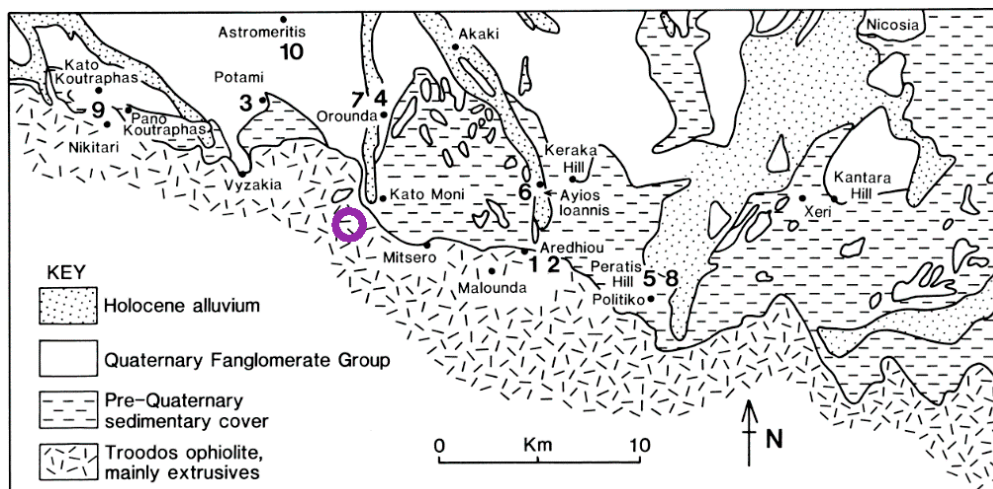 Nicosia
Astromeritis
10
Akaki
Kato
Koutraphas
Potami
9
Pano
Koutraphas
3
7 4
Orounda
Nikitari
Keraka
Hill
Kantara
Hill
Vyzakia
Kato Moni
6
Ayios
Ioannis
Xeri
Mitsero
Aredhiou
1 2
Malounda
Peratis
Hill
5 8
Politiko
KEY
Holocene alluvium
Quaternary Fanglomerate Group
Pre-Quaternary
sedimentary cover
Troodos ophiolite,
mainly extrusives
0 Km 10
N